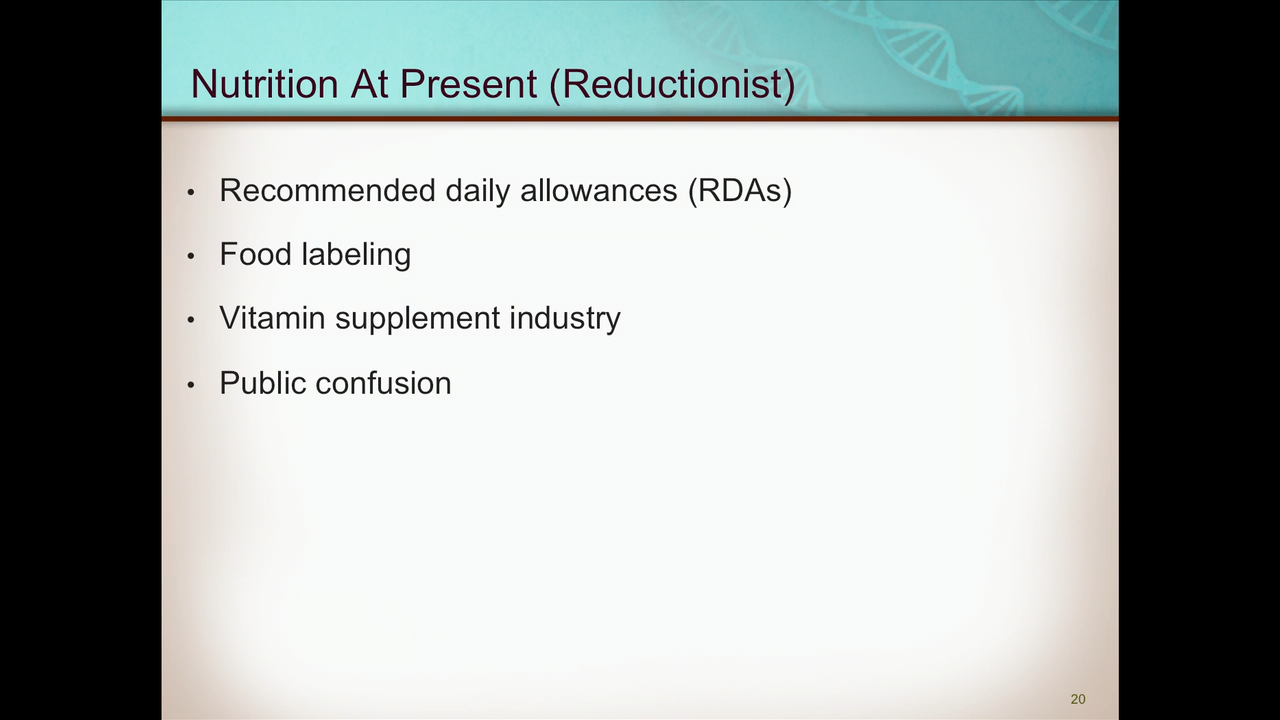 Nutrition At Present (Reductionist)
• Recommended daily allowances (RDAs)
• Food labeling
• Vitamin supplement industry
• Public confusion
20